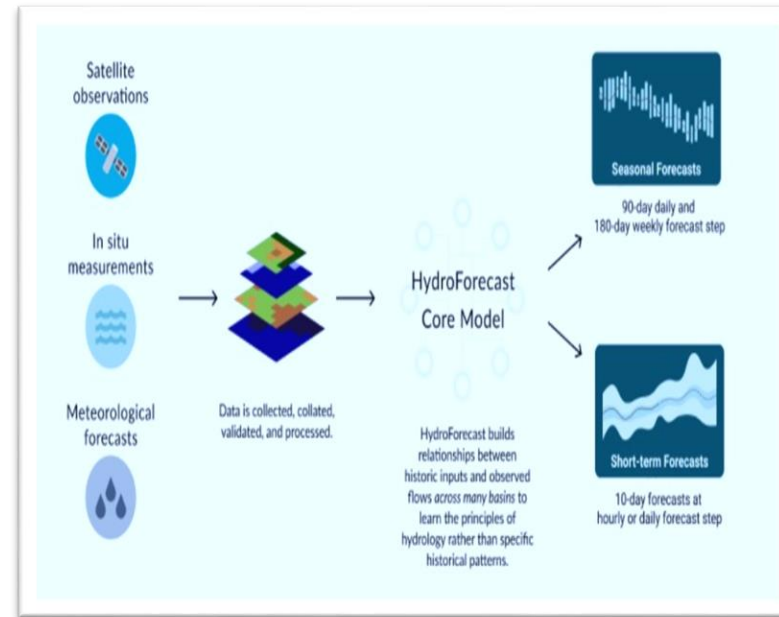 Satellite
observations
In situ
measurements
Meteorological
forecasts
Data is collected, collated,
validated, and processed.
HydroForecast
Core Model
HydroForecast builds
relationships between
historic inputs and observed
flows across many basins to
learn the principles of
hydrology rather than specific
historical patterns.
Seasonal Forecasts
90-day daily and
180-day weekly forecast step
Short-term Forecasts
10-day forecasts at
hourly or daily forecast step